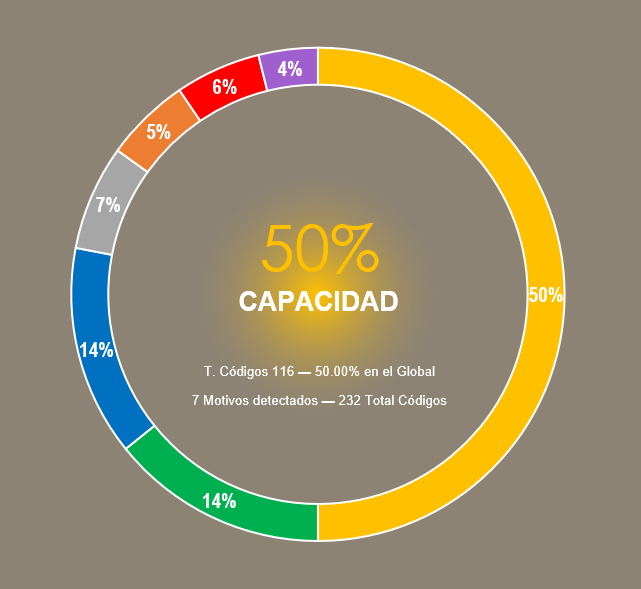 4%
6%
5%
7%
50%
CAPACIDAD
50%
14%
T. Códigos 116 — 50.00% en el Global
7 Motivos detectados — 232 Total Códigos
14%